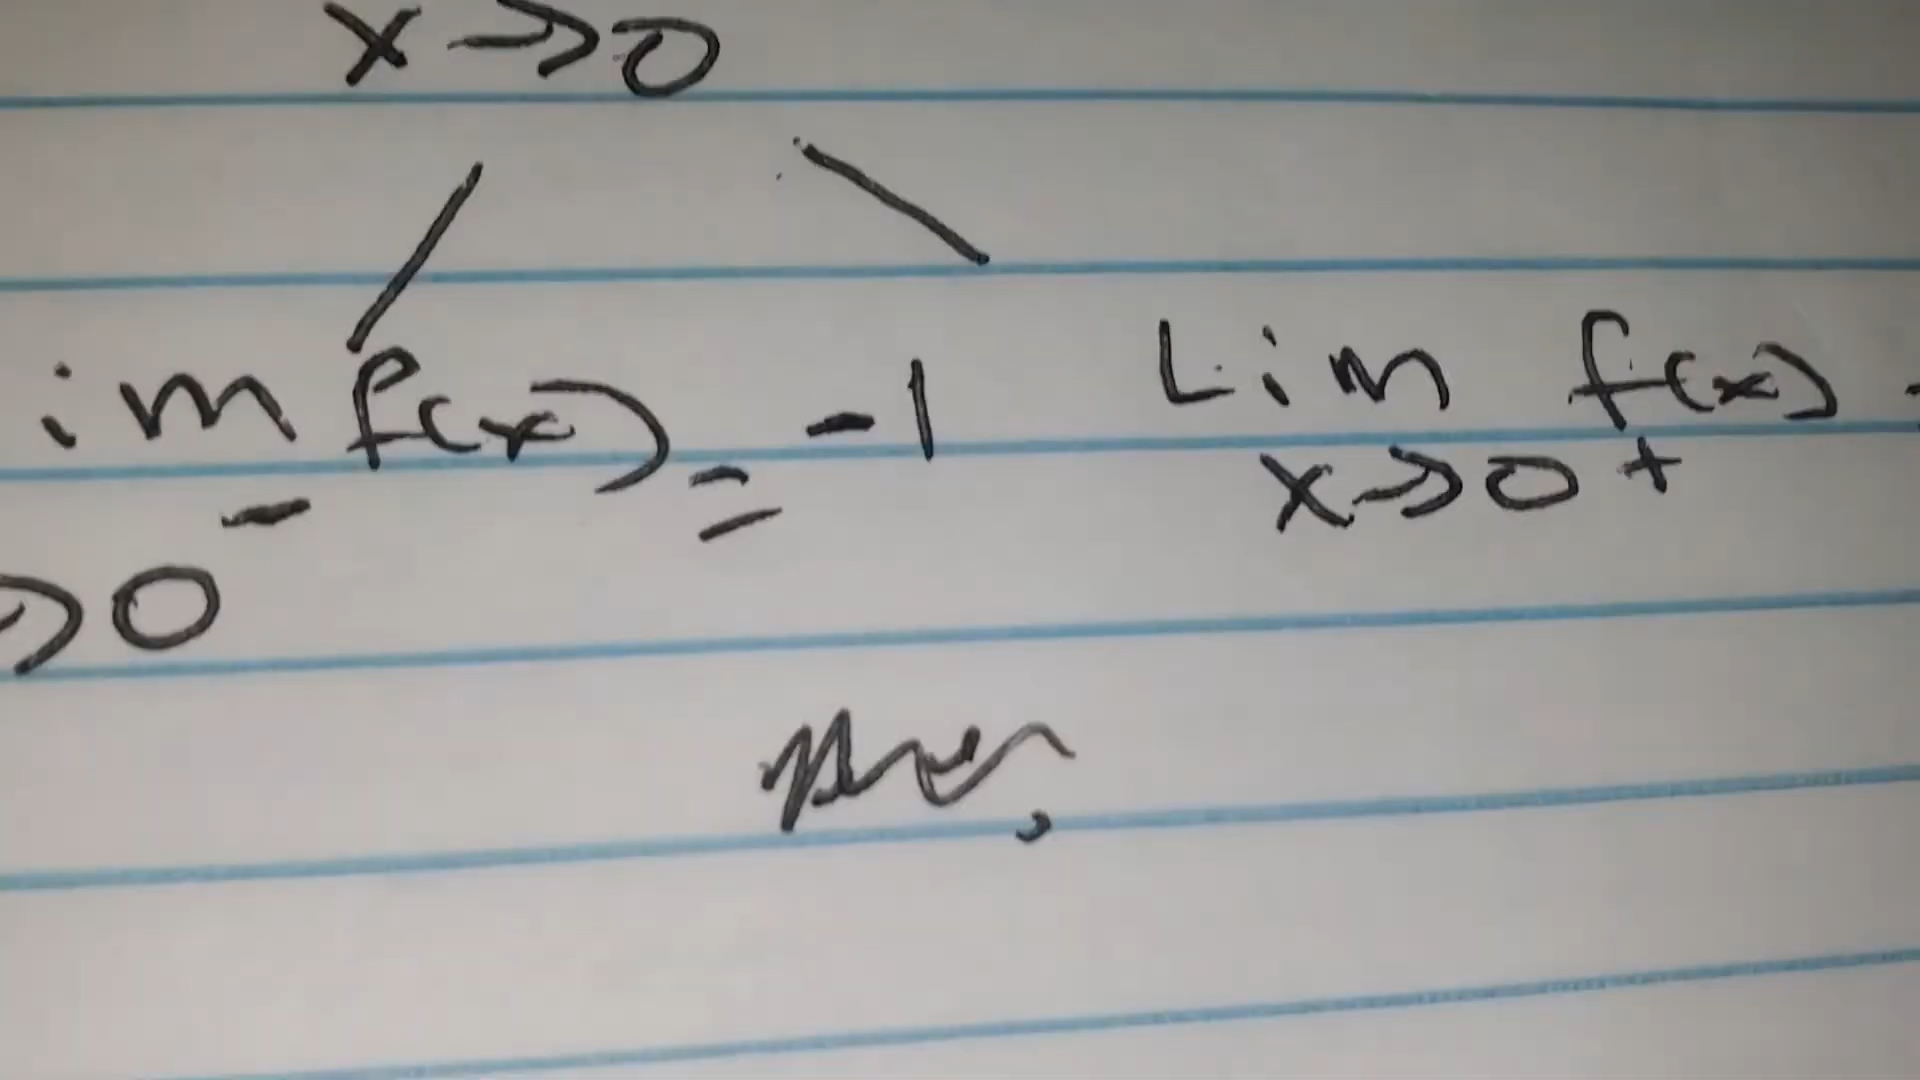 x→0
im f(x) = -1 Lim f(x)
→0⁻ x→0⁺